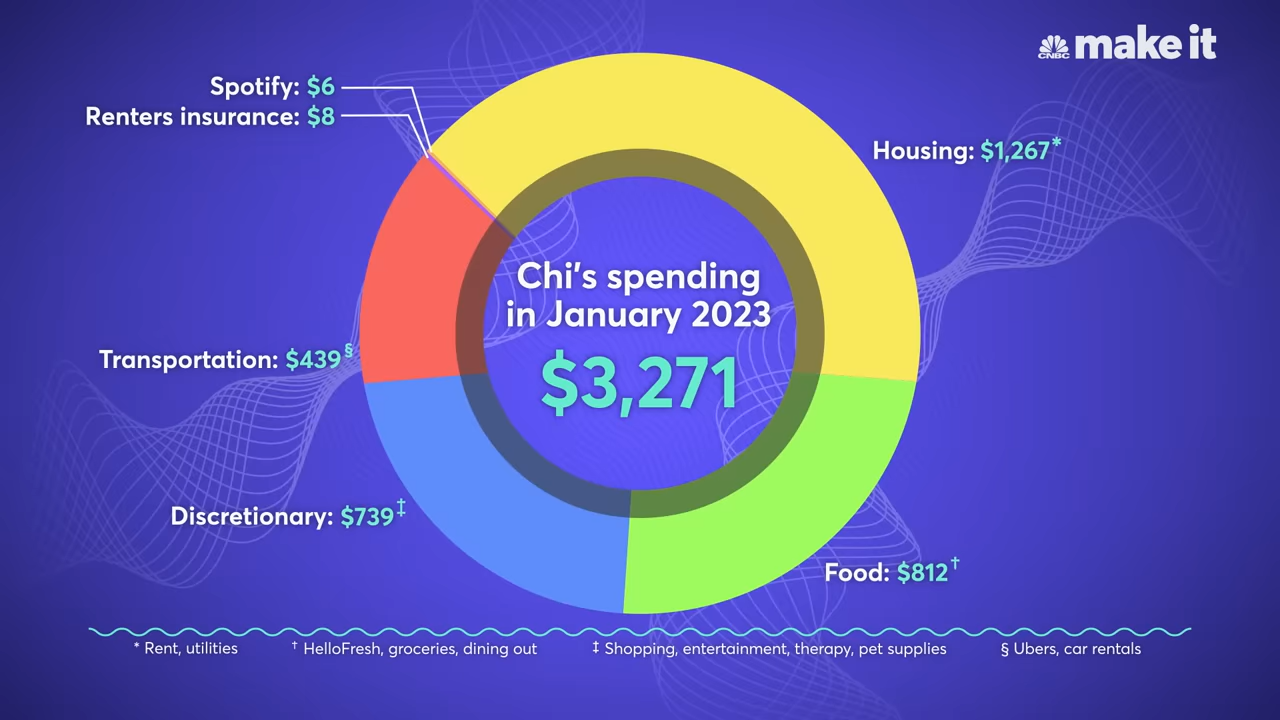 CNBC make it
Spotify: $6
Renters insurance: $8
Housing: $1,267*
Chi's spending
in January 2023
$3,271
Transportation: $439§
Discretionary: $739‡
Food: $812†
* Rent, utilities
† HelloFresh, groceries, dining out
‡ Shopping, entertainment, therapy, pet supplies
§ Ubers, car rentals